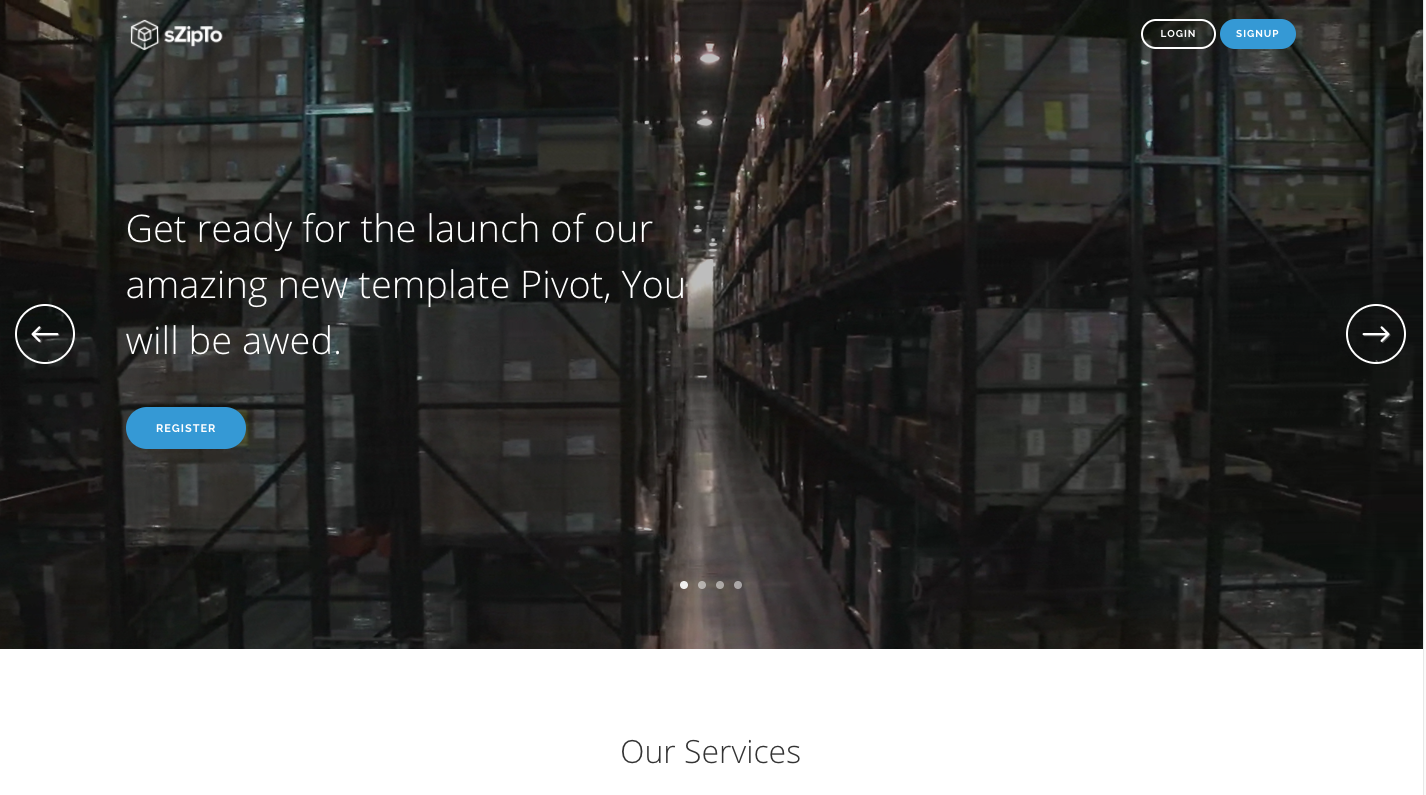 sZipTo
LOGIN
SIGNUP
Get ready for the launch of our
amazing new template Pivot, You
will be awed.
REGISTER
Our Services